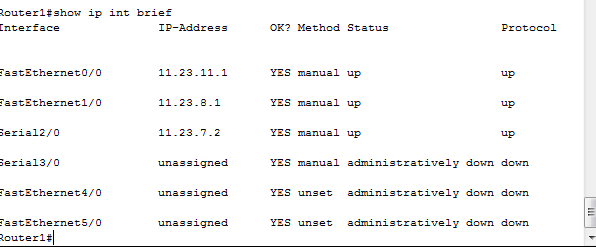 Router1#show ip int brief
Interface IP-Address OK? Method Status Protocol
FastEthernet0/0 11.23.11.1 YES manual up up
FastEthernet1/0 11.23.8.1 YES manual up up
Serial2/0 11.23.7.2 YES manual up up
Serial3/0 unassigned YES manual administratively down down
FastEthernet4/0 unassigned YES unset administratively down down
FastEthernet5/0 unassigned YES unset administratively down down
Router1#